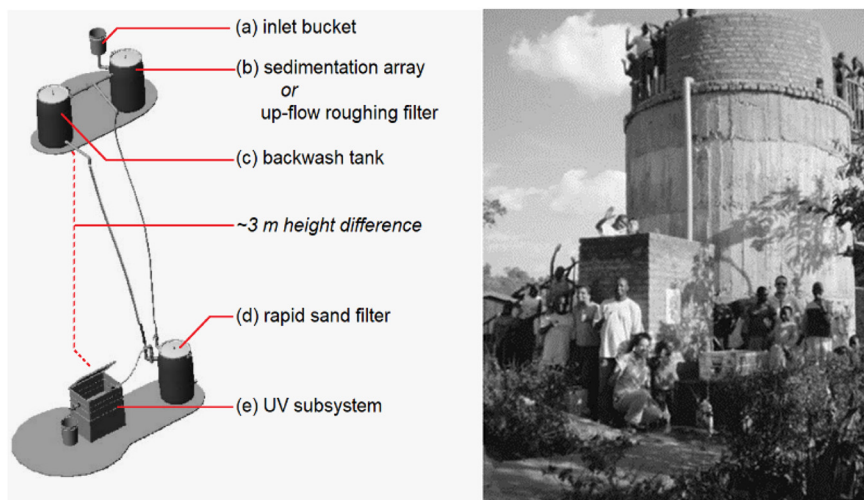 (a) inlet bucket
(b) sedimentation array
or
up-flow roughing filter
(c) backwash tank
~3 m height difference
(d) rapid sand filter
(e) UV subsystem